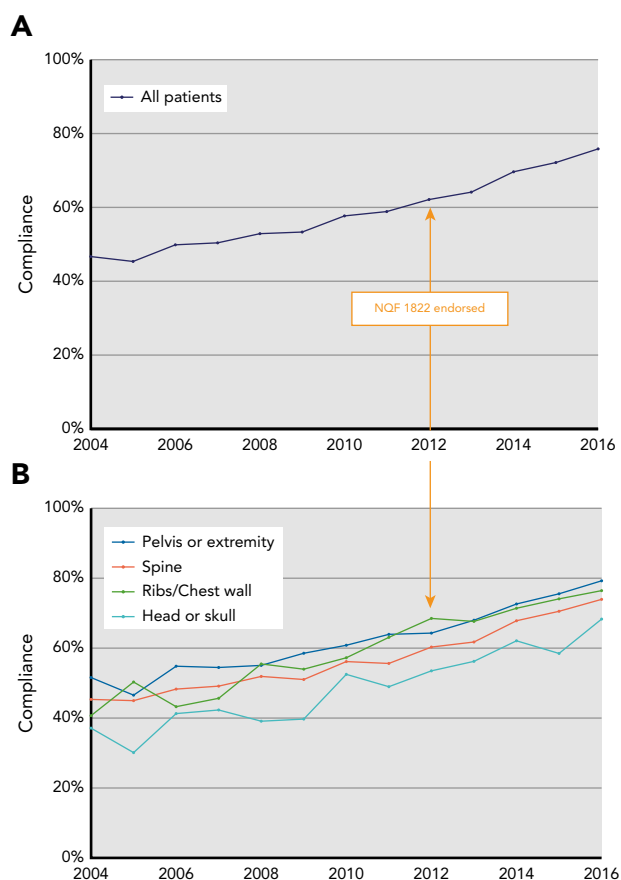 A
100%
All patients
80%
60%
Compliance
40%
NQF 1822 endorsed
20%
0%
2004 2006 2008 2010 2012 2014 2016
B
100%
Pelvis or extremity
Spine
80%
Ribs/Chest wall
Head or skull
60%
Compliance
40%
20%
0%
2004 2006 2008 2010 2012 2014 2016